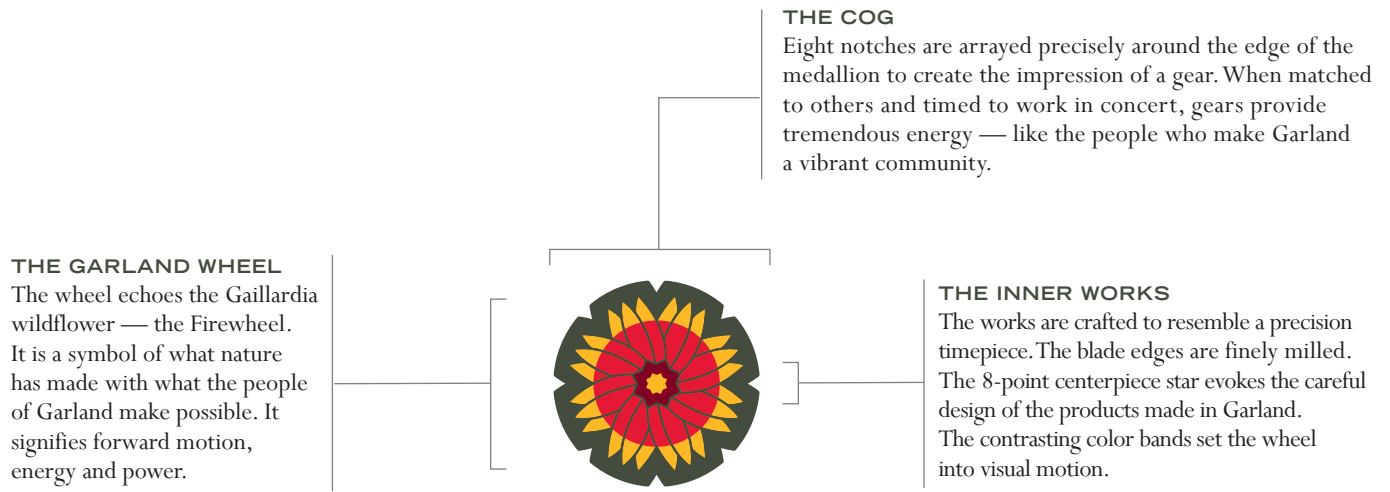 THE COG
Eight notches are arrayed precisely around the edge of the
medallion to create the impression of a gear. When matched
to others and timed to work in concert, gears provide
tremendous energy — like the people who make Garland
a vibrant community.
THE GARLAND WHEEL
The wheel echoes the Gaillardia
wildflower — the Firewheel.
It is a symbol of what nature
has made with what the people
of Garland make possible. It
signifies forward motion,
energy and power.
THE INNER WORKS
The works are crafted to resemble a precision
timepiece. The blade edges are finely milled.
The 8-point centerpiece star evokes the careful
design of the products made in Garland.
The contrasting color bands set the wheel
into visual motion.